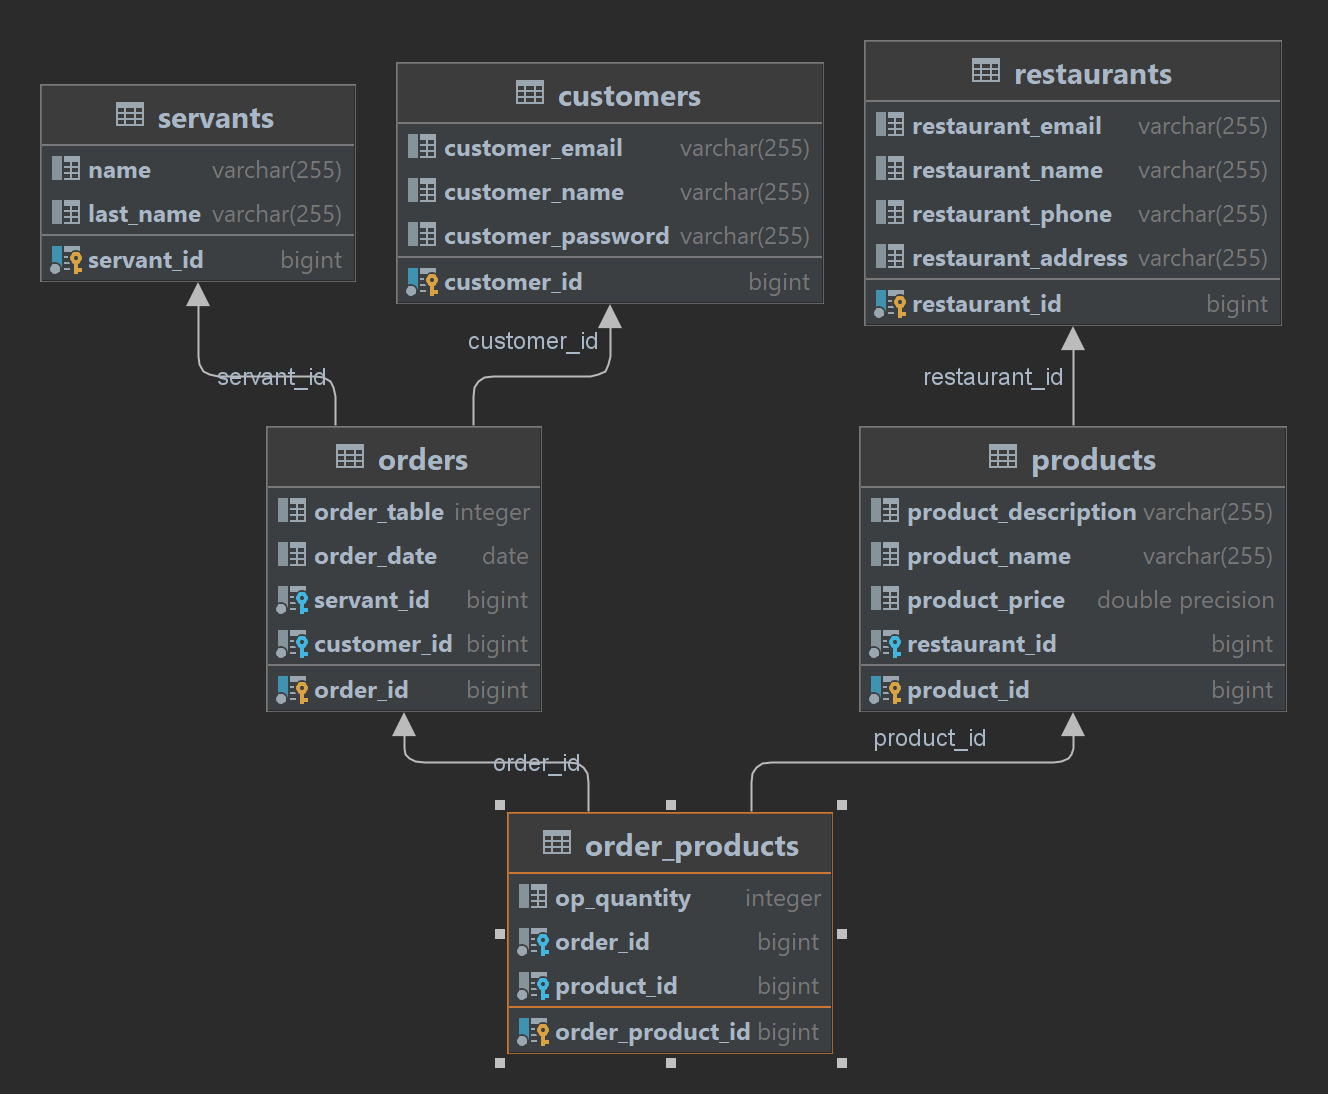 servants
name varchar(255)
last_name varchar(255)
servant_id bigint
customers
customer_email varchar(255)
customer_name varchar(255)
customer_password varchar(255)
customer_id bigint
restaurants
restaurant_email varchar(255)
restaurant_name varchar(255)
restaurant_phone varchar(255)
restaurant_address varchar(255)
restaurant_id bigint
servant_id
customer_id
restaurant_id
orders
order_table integer
order_date date
servant_id bigint
customer_id bigint
order_id bigint
products
product_description varchar(255)
product_name varchar(255)
product_price double precision
restaurant_id bigint
product_id bigint
order_id
product_id
order_products
op_quantity integer
order_id bigint
product_id bigint
order_product_id bigint